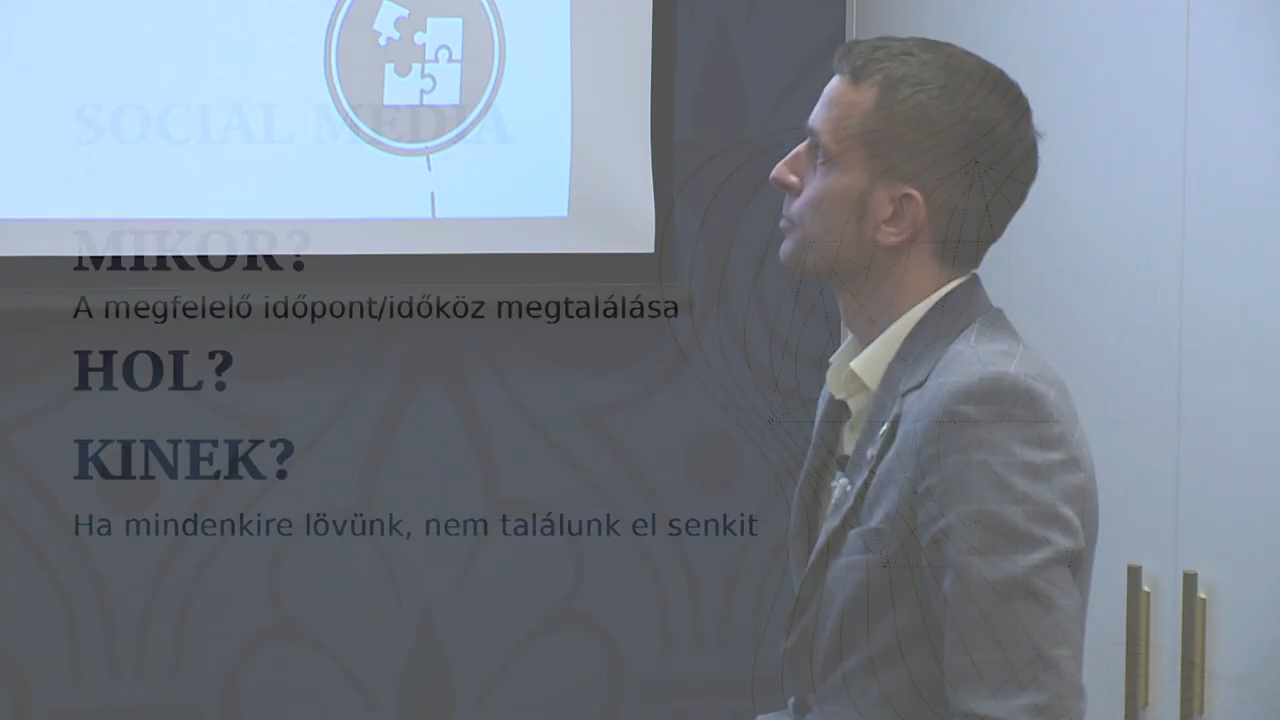 SOCIAL MEDIA
MIKOR?
A megfelelő időpont/időköz megtalálása
HOL?
KINEK?
Ha mindenkire lövünk, nem találunk el senkit